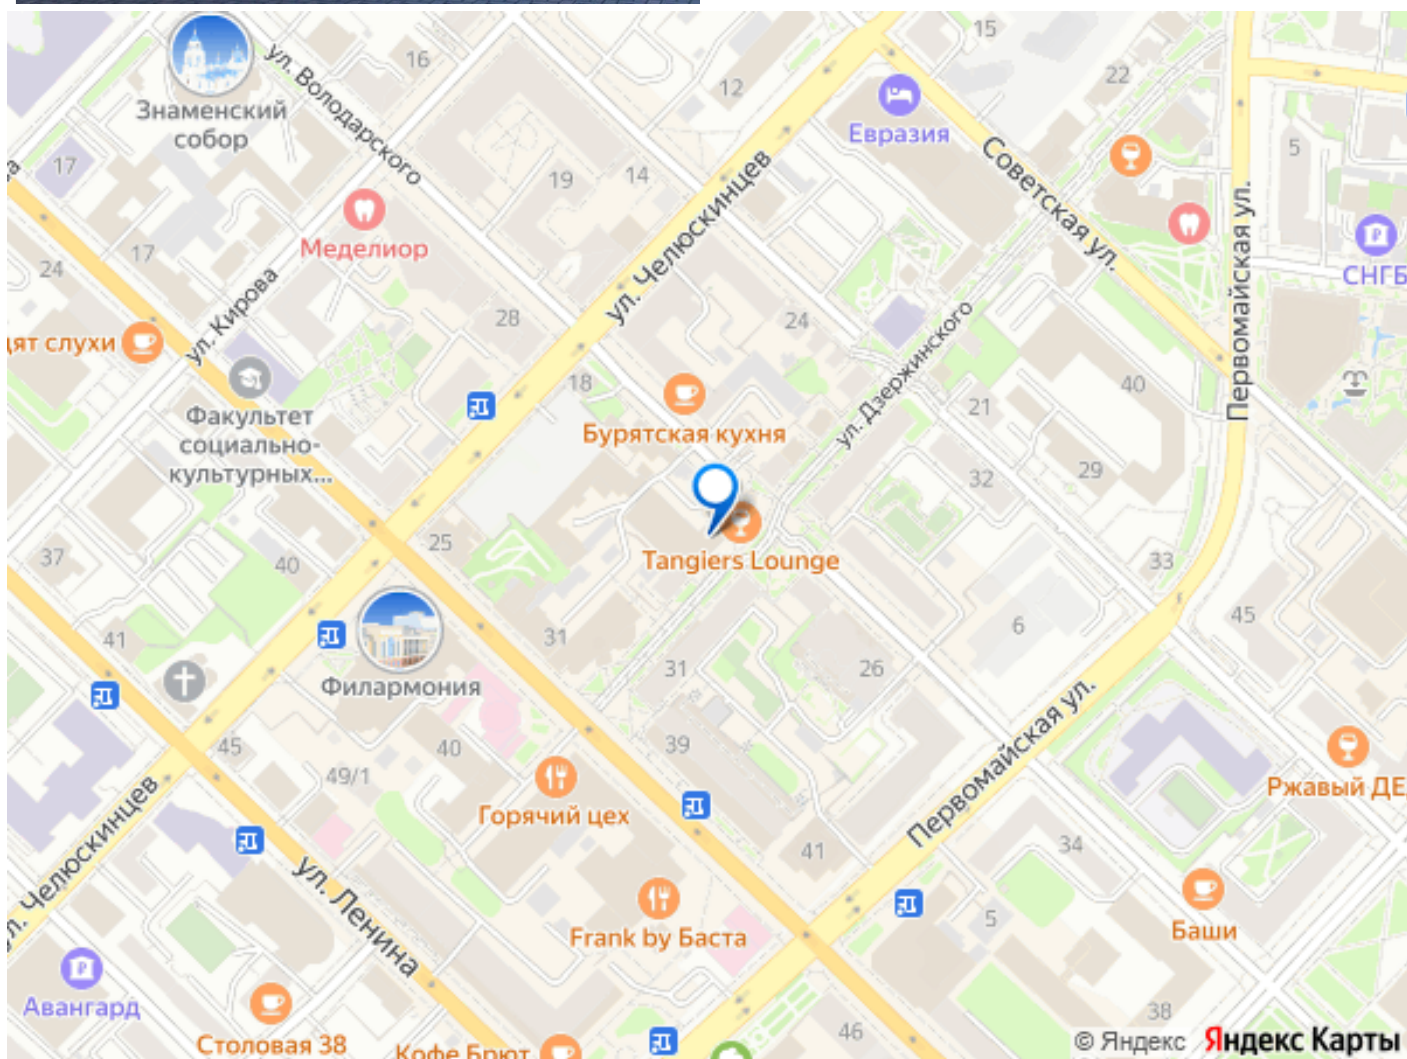 15
16
ул. Володарского
22
12
Знаменский
собор
Евразия
Советская ул.
5
17
19
14
ул. Челюскинцев
Первомайская ул.
Меделиор
17
24
СНГБ
ул. Кирова
28
24
ул. Дзержинского
дят слухи
18
40
21
Факультет
социально-
культурных...
Бурятская кухня
29
32
25
37
40
Tangiers Lounge
33
45
6
41
31
31
26
Филармония
45
40
39
49/1
Первомайская ул.
Ржавый ДЕ
Горячий цех
ул. Челюскинцев
41
34
ул. Ленина
5
Баши
Frank by Баста
Авангард
38
46
Столовая 38
Кофе Брют
© Яндекс Яндекс Карты